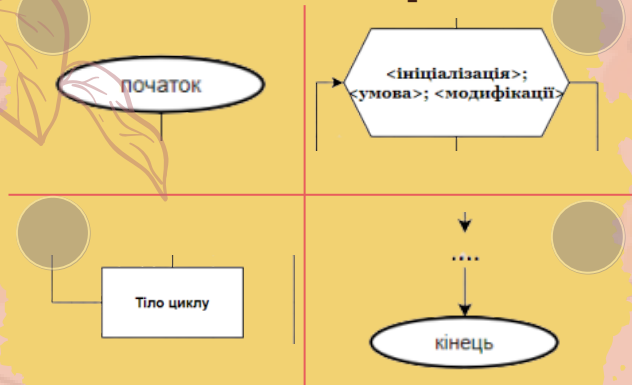 початок
<ініціалізація>;
<умова>; <модифікації>
Тіло циклу
....
кінець